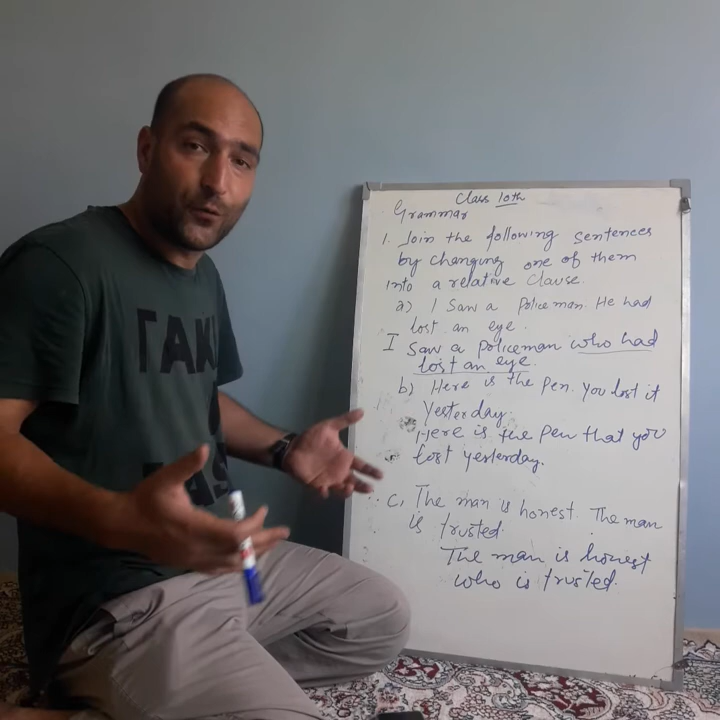 Class 10th
Grammar
1. Join the following sentences
by changing one of them
into a relative Clause.
a) I Saw a Policeman. He had
lost an eye.
I Saw a Policeman who had
lost an eye.
b) Here is the Pen. You lost it
Yesterday.
Here is the Pen that you
lost yesterday.
c, The man is honest. The man
is trusted.
The man is honest
who is trusted.
TAK